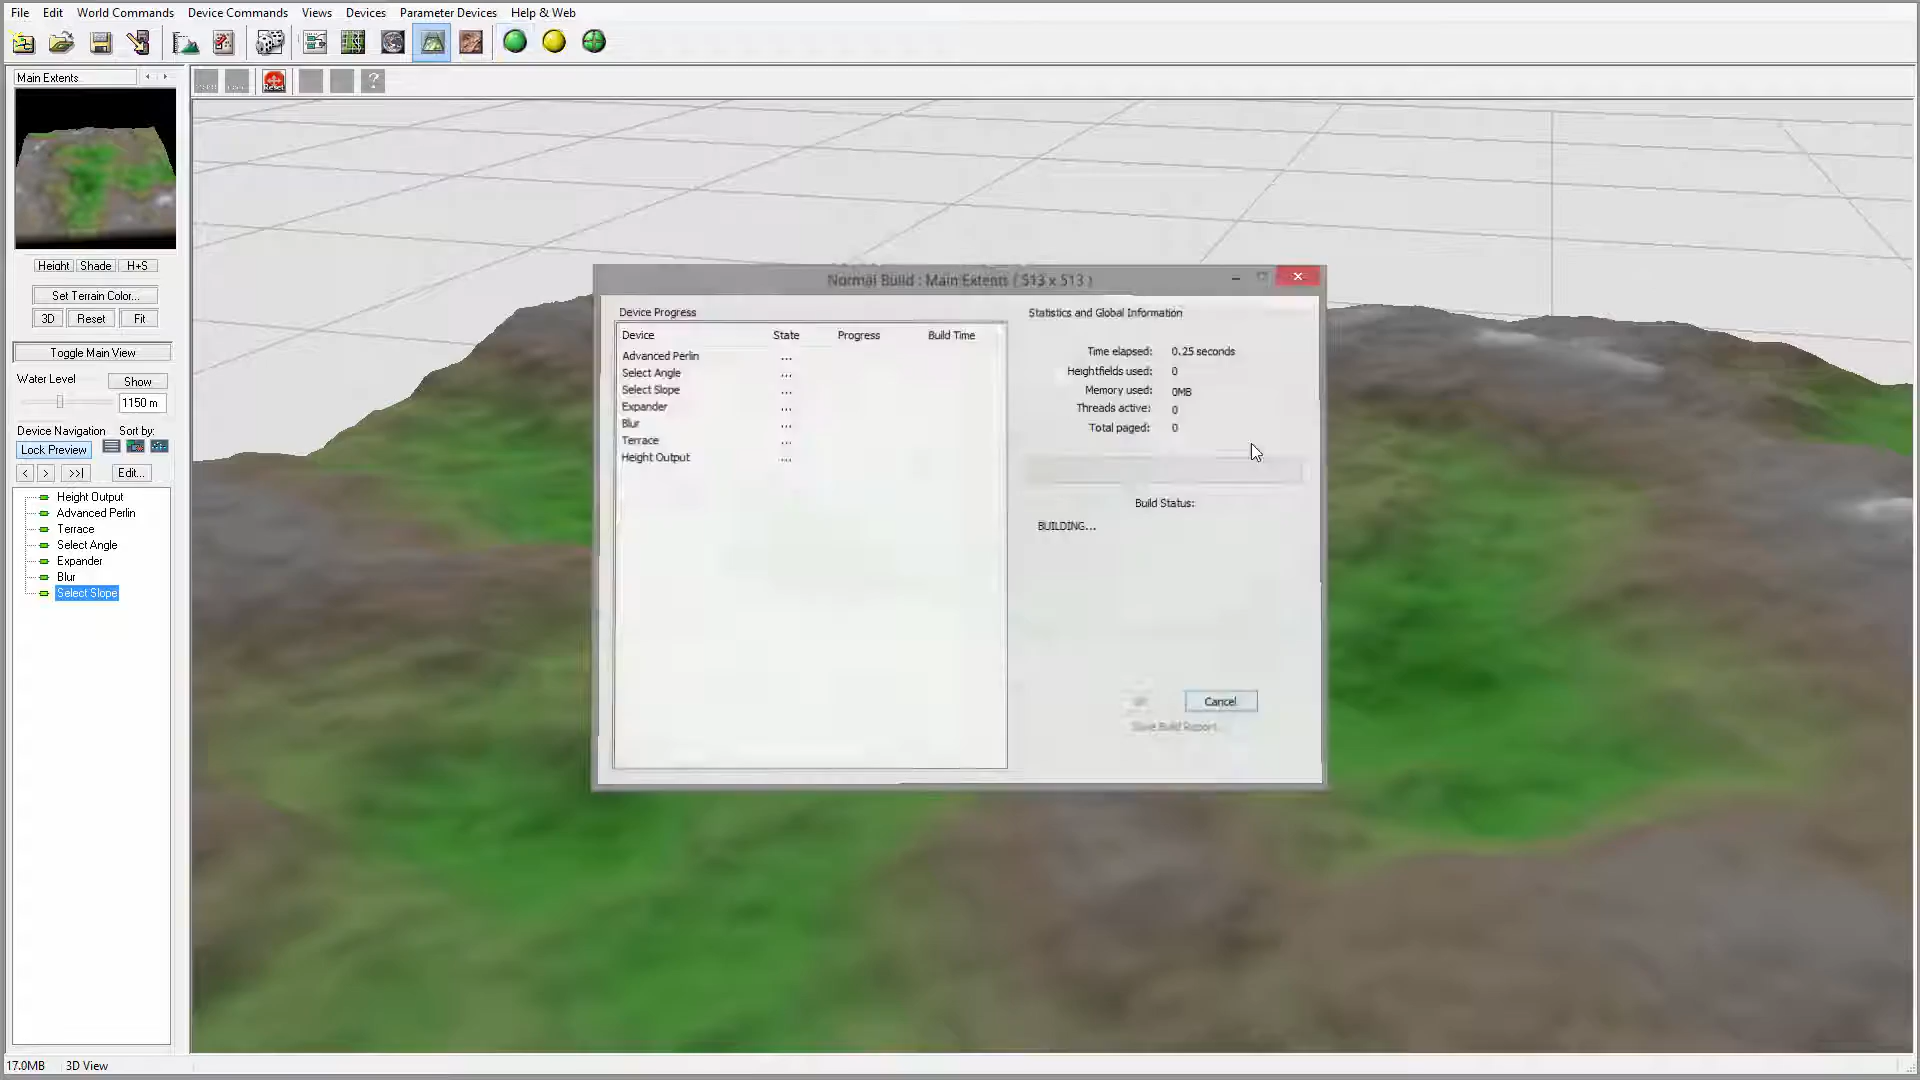 File Edit World Commands Device Commands Views Devices Parameter Devices Help & Web
Main Extents
Reset
?
Height Shade H+S
Set Terrain Color...
3D Reset Fit
Toggle Main View
Water Level Show
1150 m
Device Navigation Sort by:
Lock Preview
< > >>| Edit...
Height Output
Advanced Perlin
Terrace
Select Angle
Expander
Blur
Select Slope
Normal Build : Main Extents ( 513 x 513 )
Device Progress
Device State Progress Build Time
Advanced Perlin ...
Select Angle ...
Select Slope ...
Expander ...
Blur ...
Terrace ...
Height Output ...
Statistics and Global Information
Time elapsed: 0.25 seconds
Heightfields used: 0
Memory used: 0MB
Threads active: 0
Total paged: 0
Build Status:
BUILDING...
Cancel
Save Build Report...
17.0MB 3D View